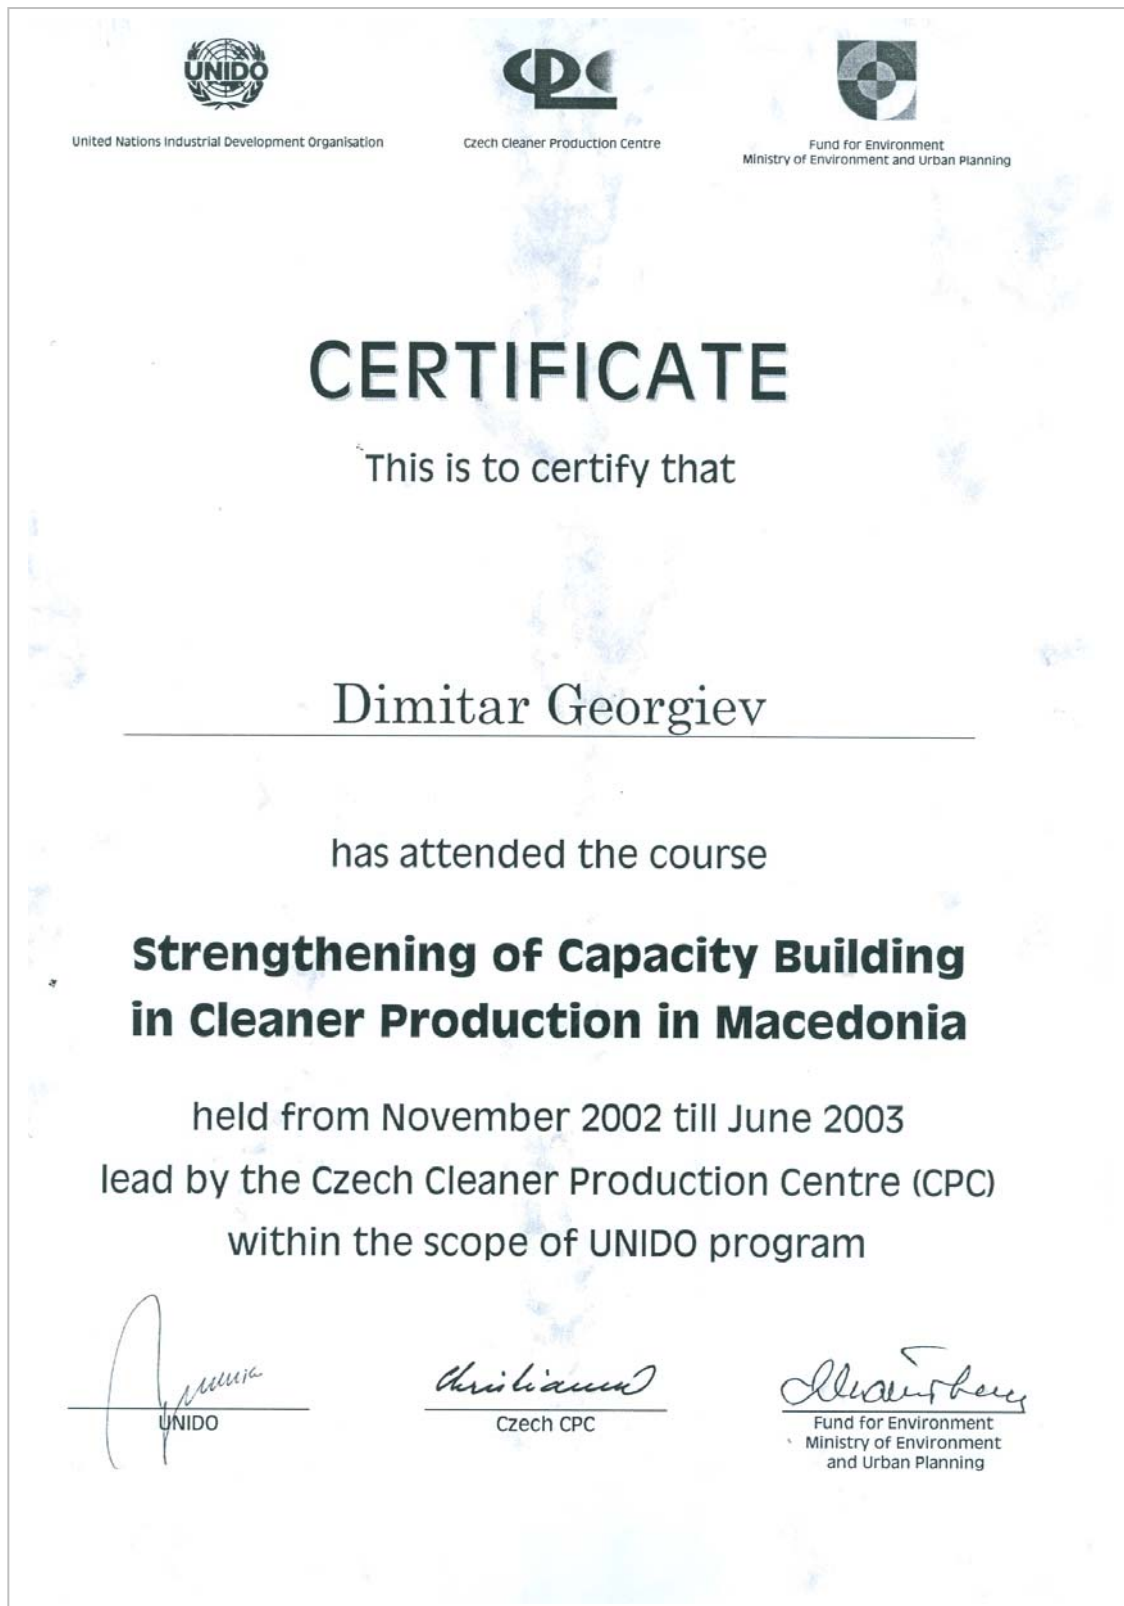 UNIDO
United Nations Industrial Development Organisation
CPC
Czech Cleaner Production Centre
Fund for Environment
Ministry of Environment and Urban Planning
CERTIFICATE
This is to certify that
Dimitar Georgiev
has attended the course
Strengthening of Capacity Building
in Cleaner Production in Macedonia
held from November 2002 till June 2003
lead by the Czech Cleaner Production Centre (CPC)
within the scope of UNIDO program
UNIDO
Czech CPC
Fund for Environment
Ministry of Environment
and Urban Planning